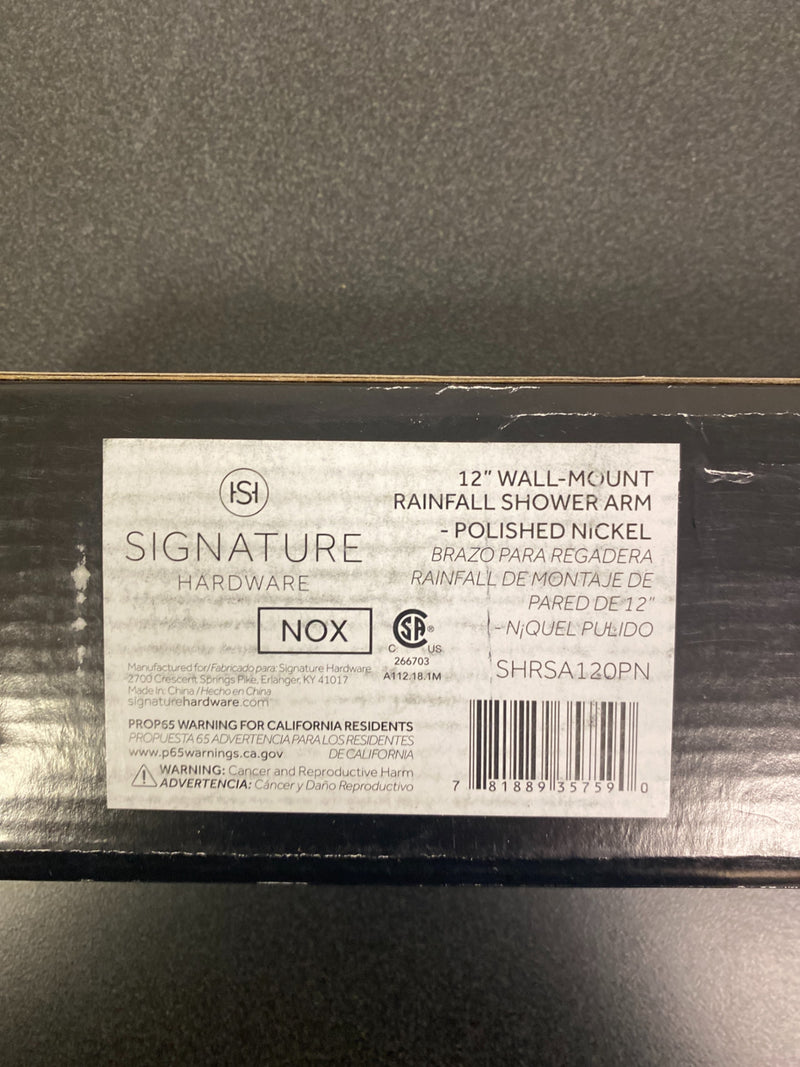 HS
SIGNATURE
HARDWARE
NOX
SA®
C US
266703
A112.18.1M
Manufactured for/Fabricado para: Signature Hardware
2700 Crescent Springs Pike, Erlanger, KY 41017
Made In: China / Hecho en China
signaturehardware.com
PROP65 WARNING FOR CALIFORNIA RESIDENTS
PROPUESTA 65 ADVERTENCIA PARA LOS RESIDENTES
www.p65warnings.ca.gov DE CALIFORNIA
WARNING: Cancer and Reproductive Harm
ADVERTENCIA: Cáncer y Daño Reproductivo
12" WALL-MOUNT
RAINFALL SHOWER ARM
- POLISHED NICKEL
BRAZO PARA REGADERA
RAINFALL DE MONTAJE DE
PARED DE 12"
- N¡QUEL PULIDO
SHRSA120PN
7 81889 35759 0